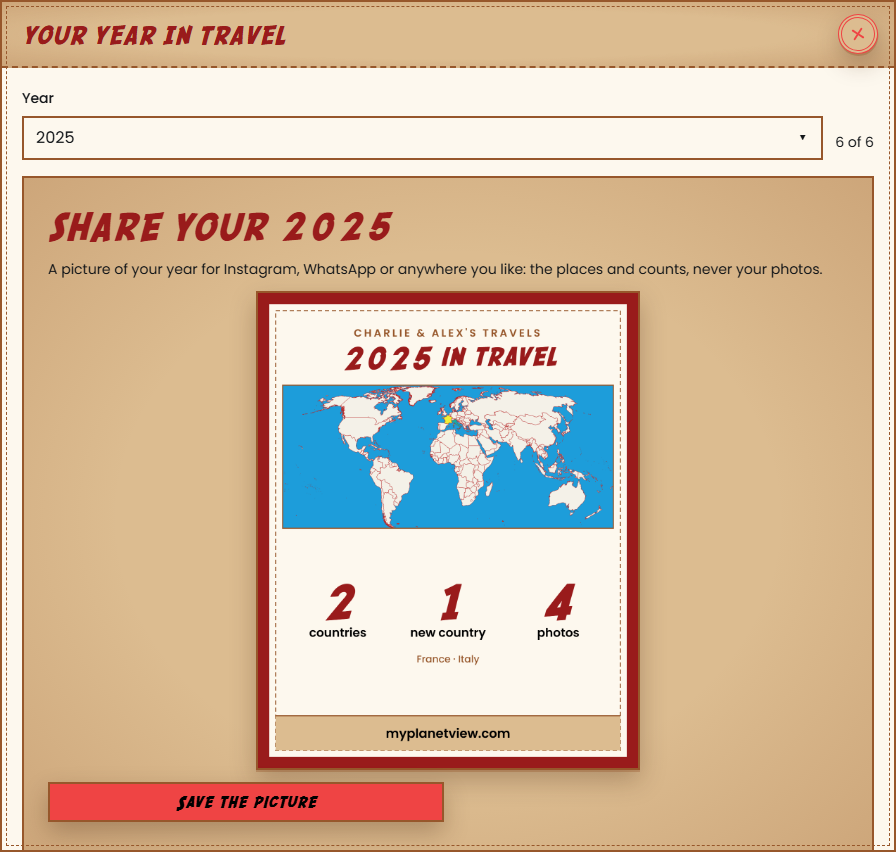 YOUR YEAR IN TRAVEL
Year
2025
6 of 6
SHARE YOUR 2025
A picture of your year for Instagram, WhatsApp or anywhere you like: the places and counts, never your photos.
CHARLIE & ALEX'S TRAVELS
2025 IN TRAVEL
2 1 4
countries new country photos
France · Italy
myplanetview.com
SAVE THE PICTURE